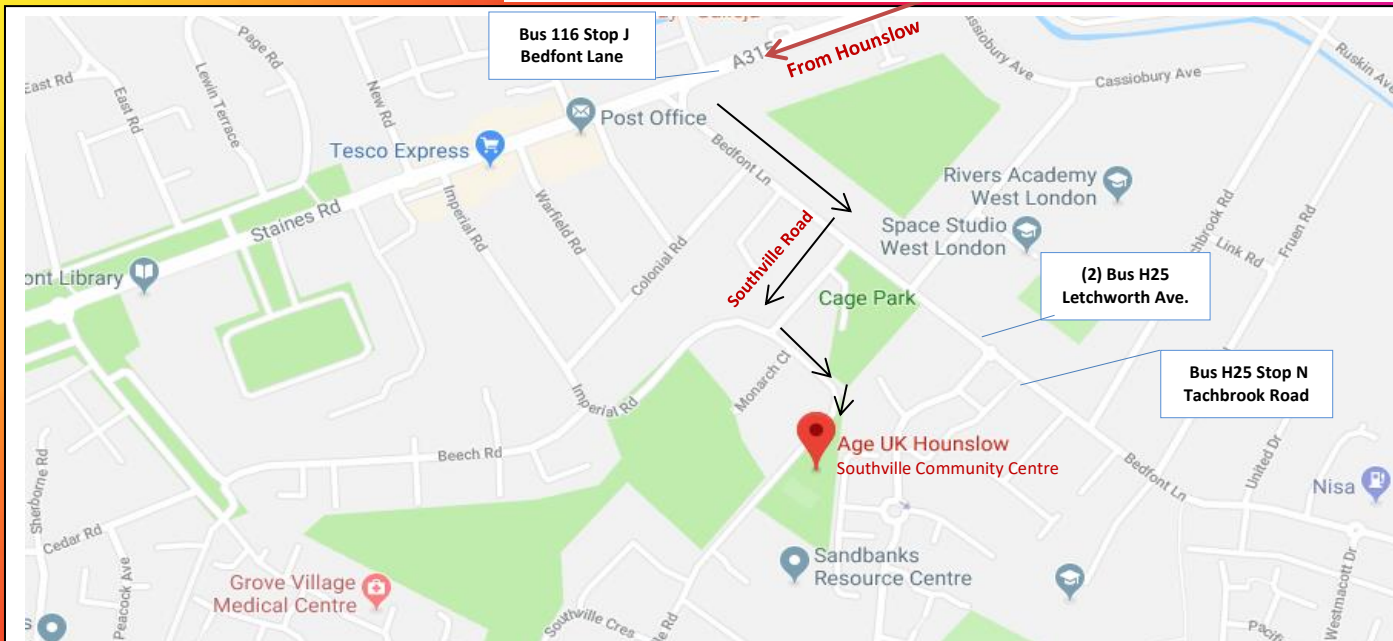 Bus 116 Stop J
Bedfont Lane
A315
From Hounslow
Cassiobury Ave
Cassiobury Ave
Ruskin Ave
East Rd
East Rd
Lewin Terrace
Page Rd
New Rd
Post Office
Tesco Express
Bedfont Ln
Staines Rd
Imperial Rd
Warfield Rd
Colonial Rd
Southville Road
Rivers Academy
West London
Space Studio
West London
Link Rd
Fruen Rd
Library
Cage Park
(2) Bus H25
Letchworth Ave.
Bus H25 Stop N
Tachbrook Road
Monarch Cl
Imperial Rd
Beech Rd
Age UK Hounslow
Southville Community Centre
Bedfont Ln
United Dr
Nisa
Sherborne Rd
Cedar Rd
Peacock Ave
Grove Village
Medical Centre
Sandbanks
Resource Centre
Southville Cres
Rd
Westmacott Dr